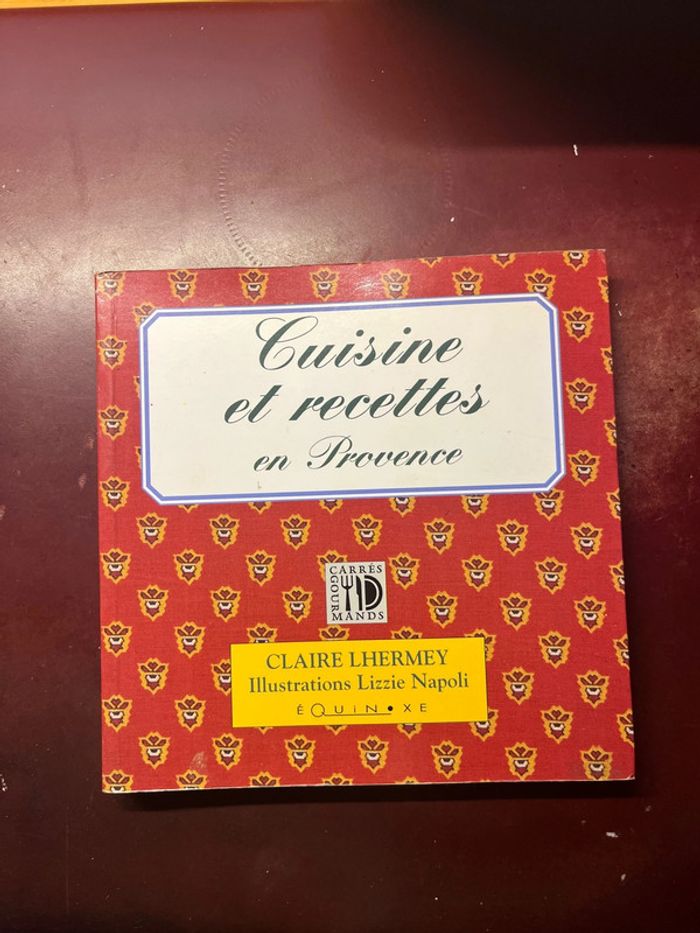 Cuisine
et recettes
en Provence
CARRÉS
GOURMANDS
CLAIRE LHERMEY
Illustrations Lizzie Napoli
ÉQUiNOXE